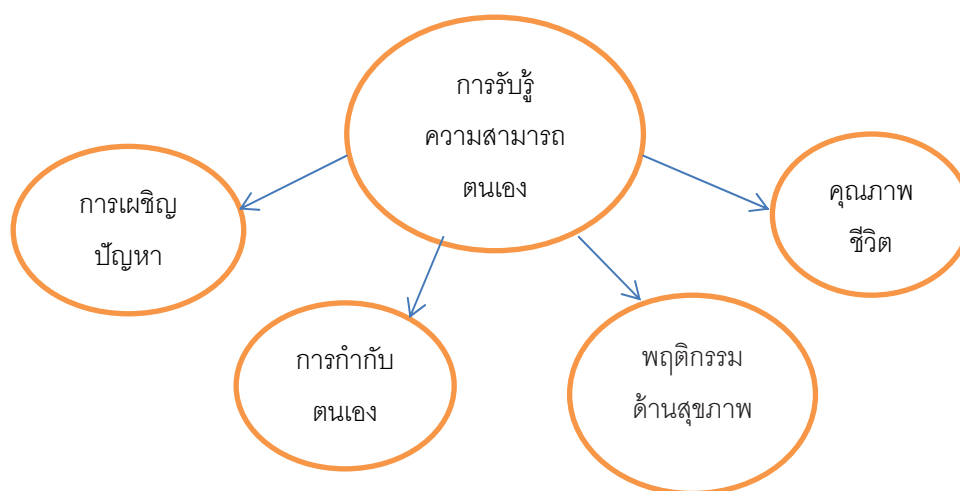 การรับรู้
ความสามารถ
ตนเอง
การเผชิญ
ปัญหา
คุณภาพ
ชีวิต
การกำกับ
ตนเอง
พฤติกรรม
ด้านสุขภาพ